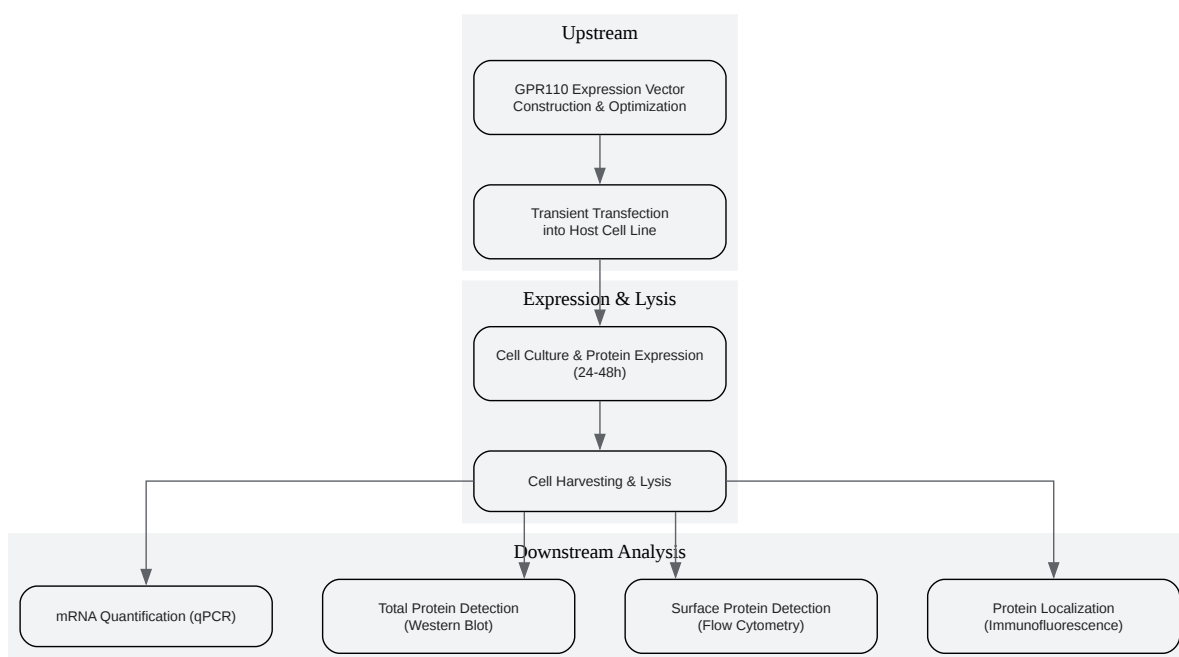 Upstream
GPR110 Expression Vector
Construction & Optimization
Transient Transfection
into Host Cell Line
Expression & Lysis
Cell Culture & Protein Expression
(24-48h)
Cell Harvesting & Lysis
Downstream Analysis
mRNA Quantification (qPCR)
Total Protein Detection
(Western Blot)
Surface Protein Detection
(Flow Cytometry)
Protein Localization
(Immunofluorescence)